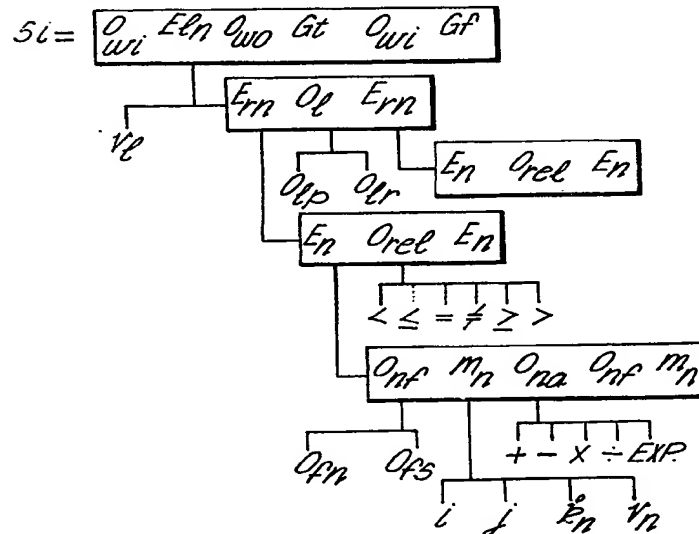 Si = O_wi Eln O_wo Gt O_wi Gf
V_l E_rn O_l E_rn
O_lp O_lr E_n O_rel E_n
E_n O_rel E_n
< ≤ = ≠ ≥ >
O_nf m_n O_na O_nf m_n
O_fn O_fs + - x ÷ EXP.
i j k_n V_n